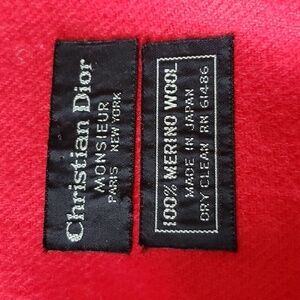 Christian Dior
MONSIEUR
PARIS NEW YORK
100% MERINO WOOL
MADE IN JAPAN
DRY CLEAN RN 61486